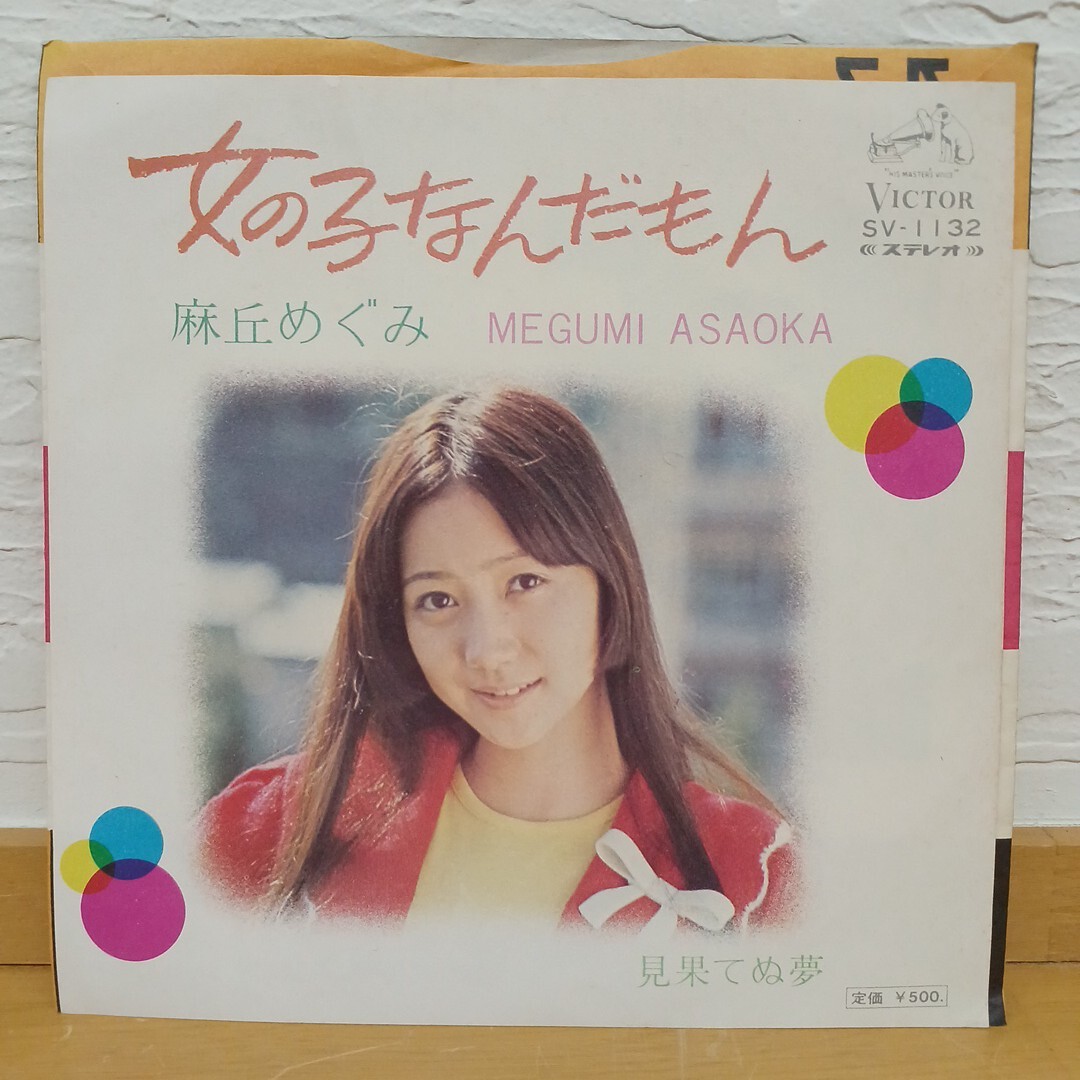 女の子なんだもん
"HIS MASTER'S VOICE"
VICTOR
SV-1132
ステレオ
麻丘めぐみ MEGUMI ASAOKA
見果てぬ夢
定価 ￥500.